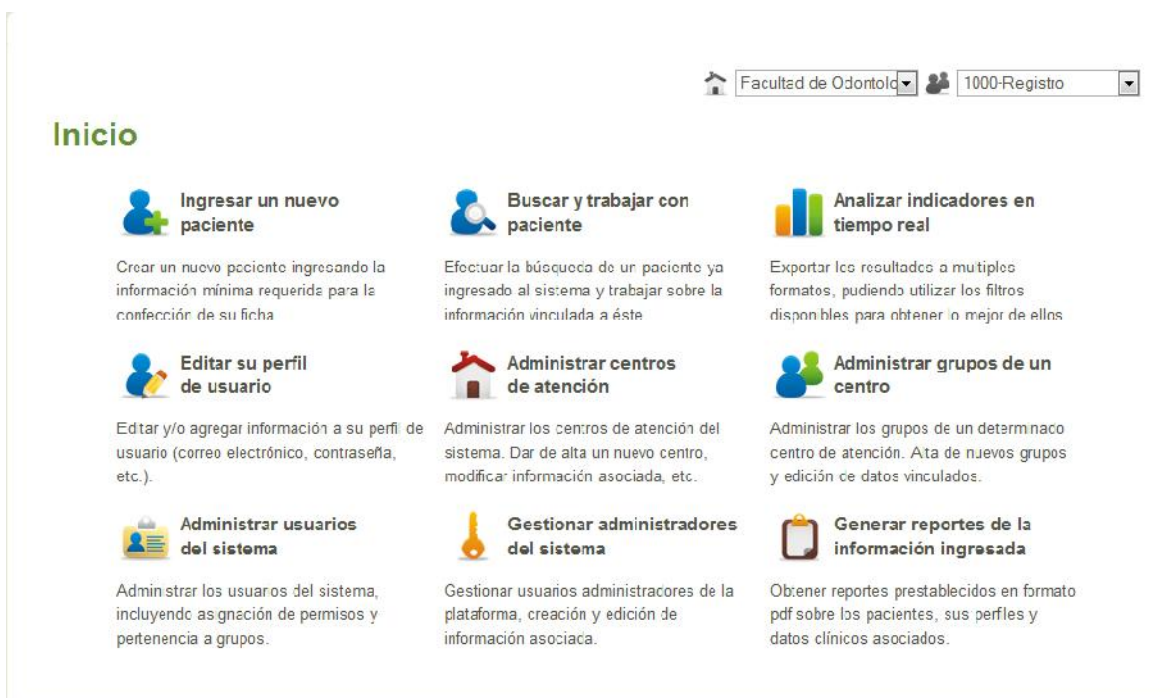 Facultad de Odontolo
1000-Registro
Inicio
Ingresar un nuevo
paciente
Crear un nuevo paciente ingresando la
información mínima requerida para la
confección de su ficha
Buscar y trabajar con
paciente
Efectuar la búsqueda de un paciente ya
ingresado al sistema y trabajar sobre la
información vinculada a éste
Analizar indicadores en
tiempo real
Exportar los resultados a multiples
formatos, pudiendo utilizar los filtros
disponibles para obtener lo mejor de ellos
Editar su perfil
de usuario
Editar y/o agregar información a su perfil de
usuario (correo electrónico, contraseña,
etc.).
Administrar centros
de atención
Administrar los centros de atención del
sistema. Dar de alta un nuevo centro,
modificar información asociada, etc.
Administrar grupos de un
centro
Administrar los grupos de un determinado
centro de atención. Alta de nuevos grupos
y edición de datos vinculados.
Administrar usuarios
del sistema
Administrar los usuarios del sistema,
incluyendo asignación de permisos y
pertenencia a grupos.
Gestionar administradores
del sistema
Gestionar usuarios administradores de la
plataforma, creación y edición de
información asociada.
Generar reportes de la
información ingresada
Obtener reportes prestablecidos en formato
pdf sobre los pacientes, sus perfiles y
datos clínicos asociados.